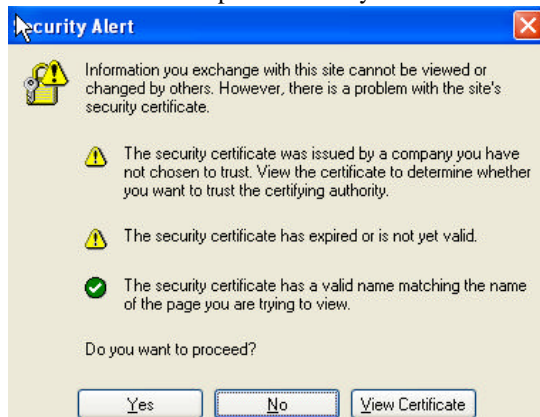 Security Alert
Information you exchange with this site cannot be viewed or
changed by others. However, there is a problem with the site's
security certificate.
The security certificate was issued by a company you have
not chosen to trust. View the certificate to determine whether
you want to trust the certifying authority.
The security certificate has expired or is not yet valid.
The security certificate has a valid name matching the name
of the page you are trying to view.
Do you want to proceed?
Yes No View Certificate